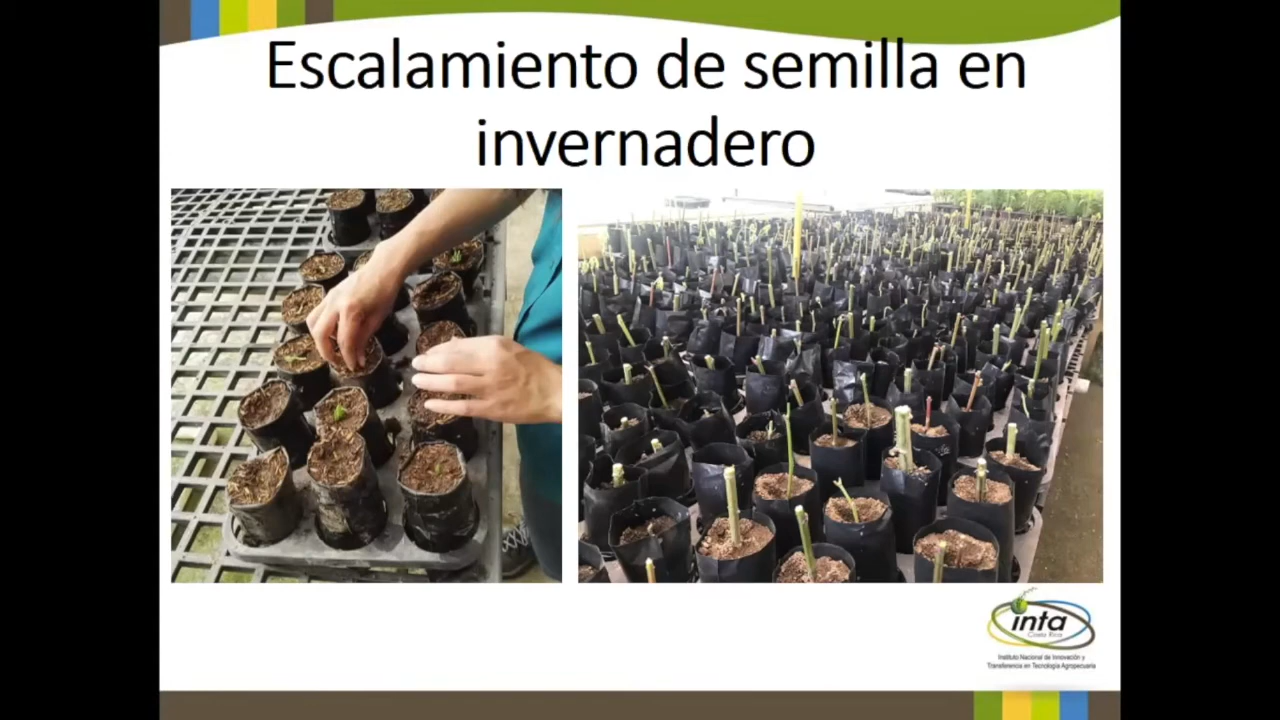 Escalamiento de semilla en
invernadero
inta
Costa Rica
Instituto Nacional de Innovación y
Transferencia en Tecnología Agropecuaria